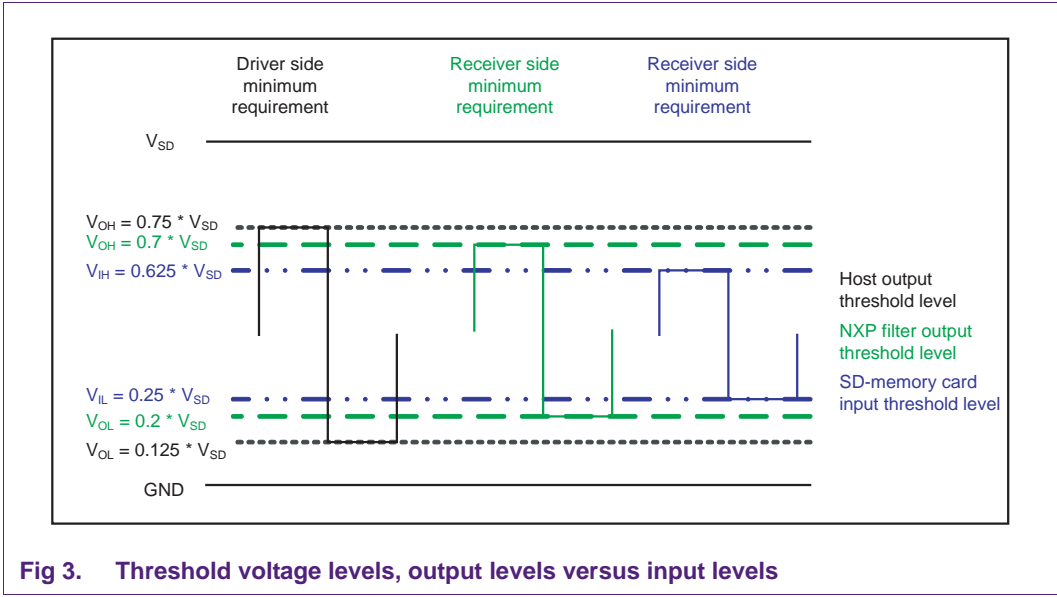 Driver side
minimum
requirement
Receiver side
minimum
requirement
Receiver side
minimum
requirement
VSD
VOH = 0.75 * VSD
VOH = 0.7 * VSD
VIH = 0.625 * VSD
Host output
threshold level
NXP filter output
threshold level
SD-memory card
input threshold level
VIL = 0.25 * VSD
VOL = 0.2 * VSD
VOL = 0.125 * VSD
GND
Fig 3. Threshold voltage levels, output levels versus input levels